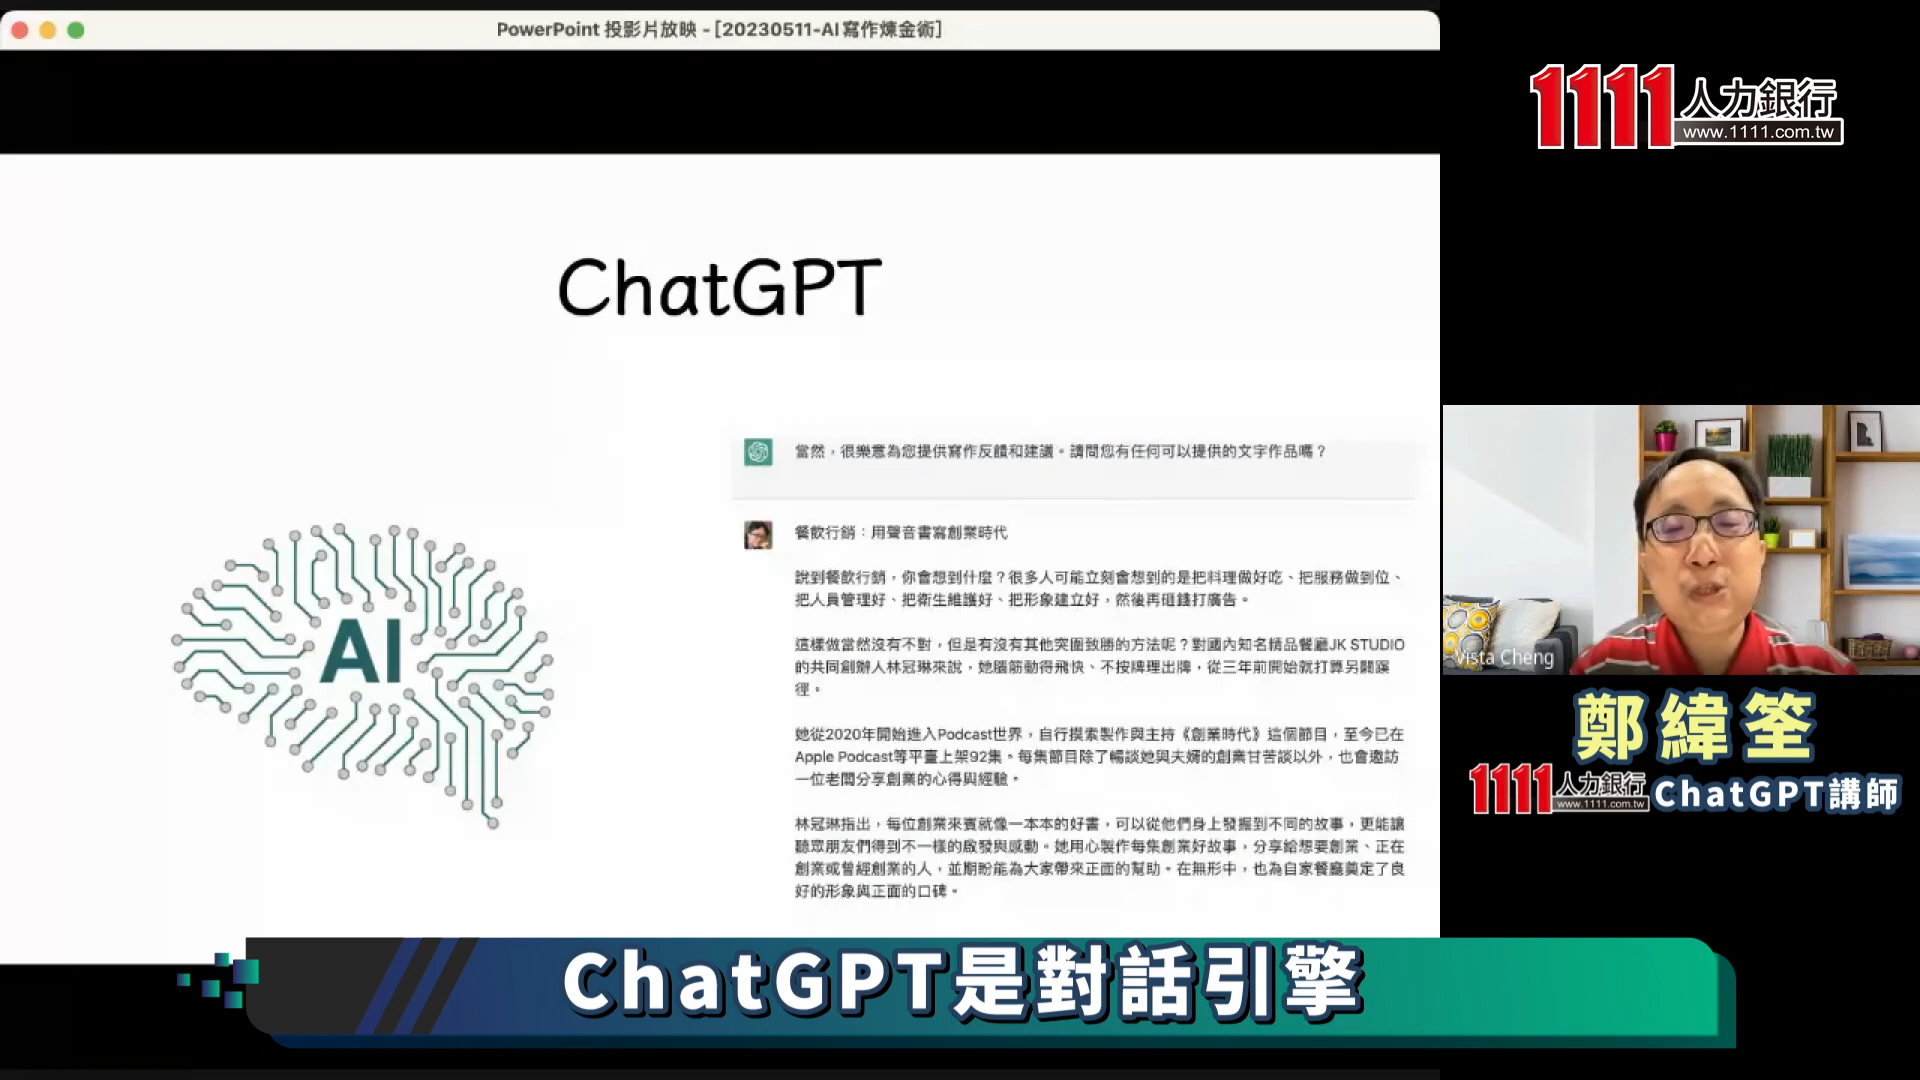 PowerPoint 投影片放映 - [20230511-AI寫作煉金術]
1111人力銀行
www.1111.com.tw
ChatGPT
當然，很樂意為您提供寫作反饋和建議。請問您有任何可以提供的文字作品嗎？
餐飲行銷：用聲音書寫創業時代
說到餐飲行銷，你會想到什麼？很多人可能立刻會想到的是把料理做好吃、把服務做到位、
把人員管理好、把衛生維護好、把形象建立好，然後再砸錢打廣告。
這樣做當然沒有不對，但是有沒有其他突圍致勝的方法呢？對國內知名精品餐廳JK STUDIO
的共同創辦人林冠琳來說，她腦筋動得飛快、不按牌理出牌，從三年前開始就打算另闢蹊
徑。
她從2020年開始進入Podcast世界，自行摸索製作與主持《創業時代》這個節目，至今已在
Apple Podcast等平臺上架92集。每集節目除了暢談她與夫婿的創業甘苦談以外，也會邀訪
一位老闆分享創業的心得與經驗。
林冠琳指出，每位創業來賓就像一本本的好書，可以從他們身上發掘到不同的故事，更能讓
聽眾朋友們得到不一樣的啟發與感動。她用心製作每集創業好故事，分享給想要創業、正在
創業或曾經創業的人，並期盼能為大家帶來正面的幫助。在無形中，也為自家餐廳奠定了良
好的形象與正面的口碑。
AI
Vista Cheng
鄭緯筌
1111人力銀行 www.1111.com.tw ChatGPT講師
ChatGPT是對話引擎